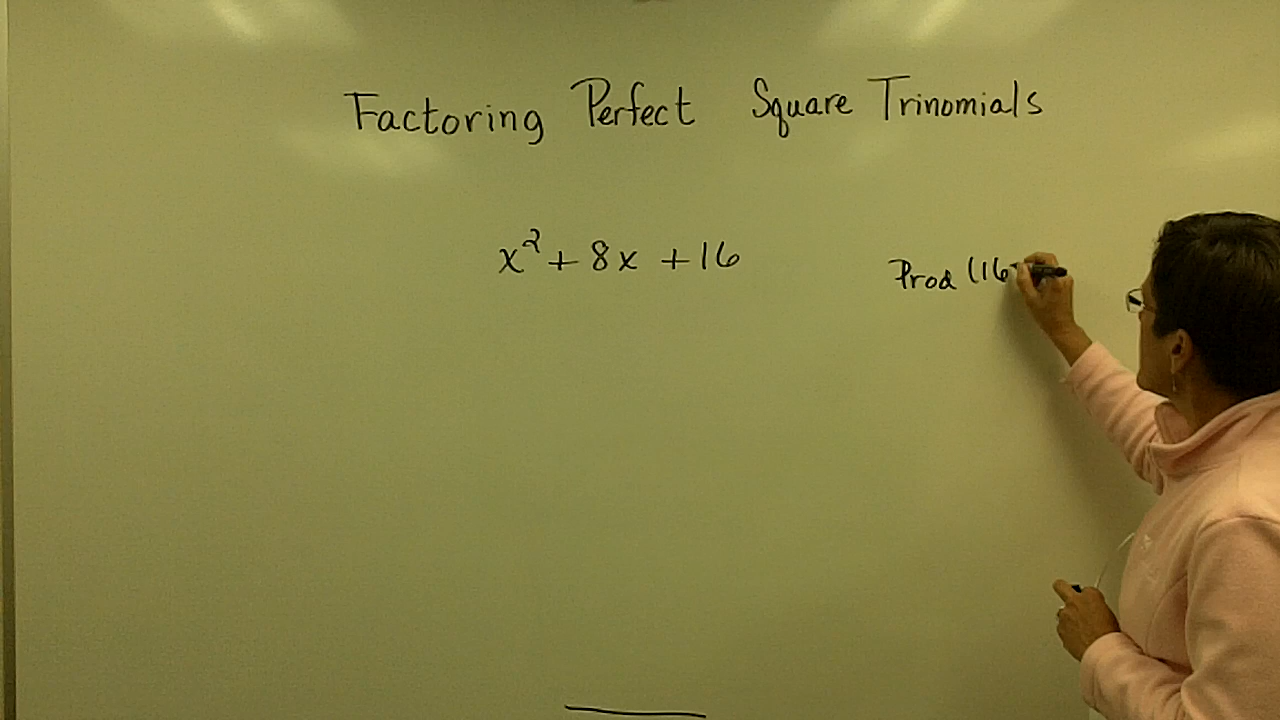 Factoring Perfect Square Trinomials
x² + 8x + 16
Prod (16